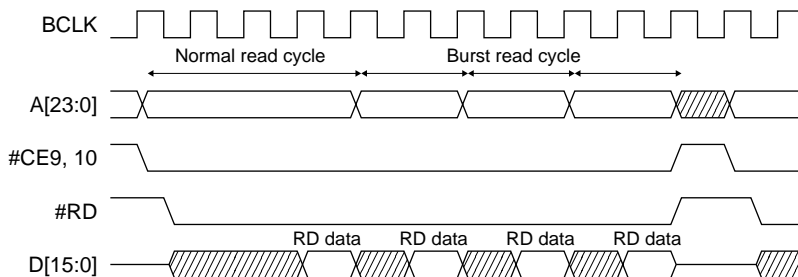 BCLK
Normal read cycle Burst read cycle
A[23:0]
#CE9, 10
#RD
RD data RD data RD data RD data
D[15:0]